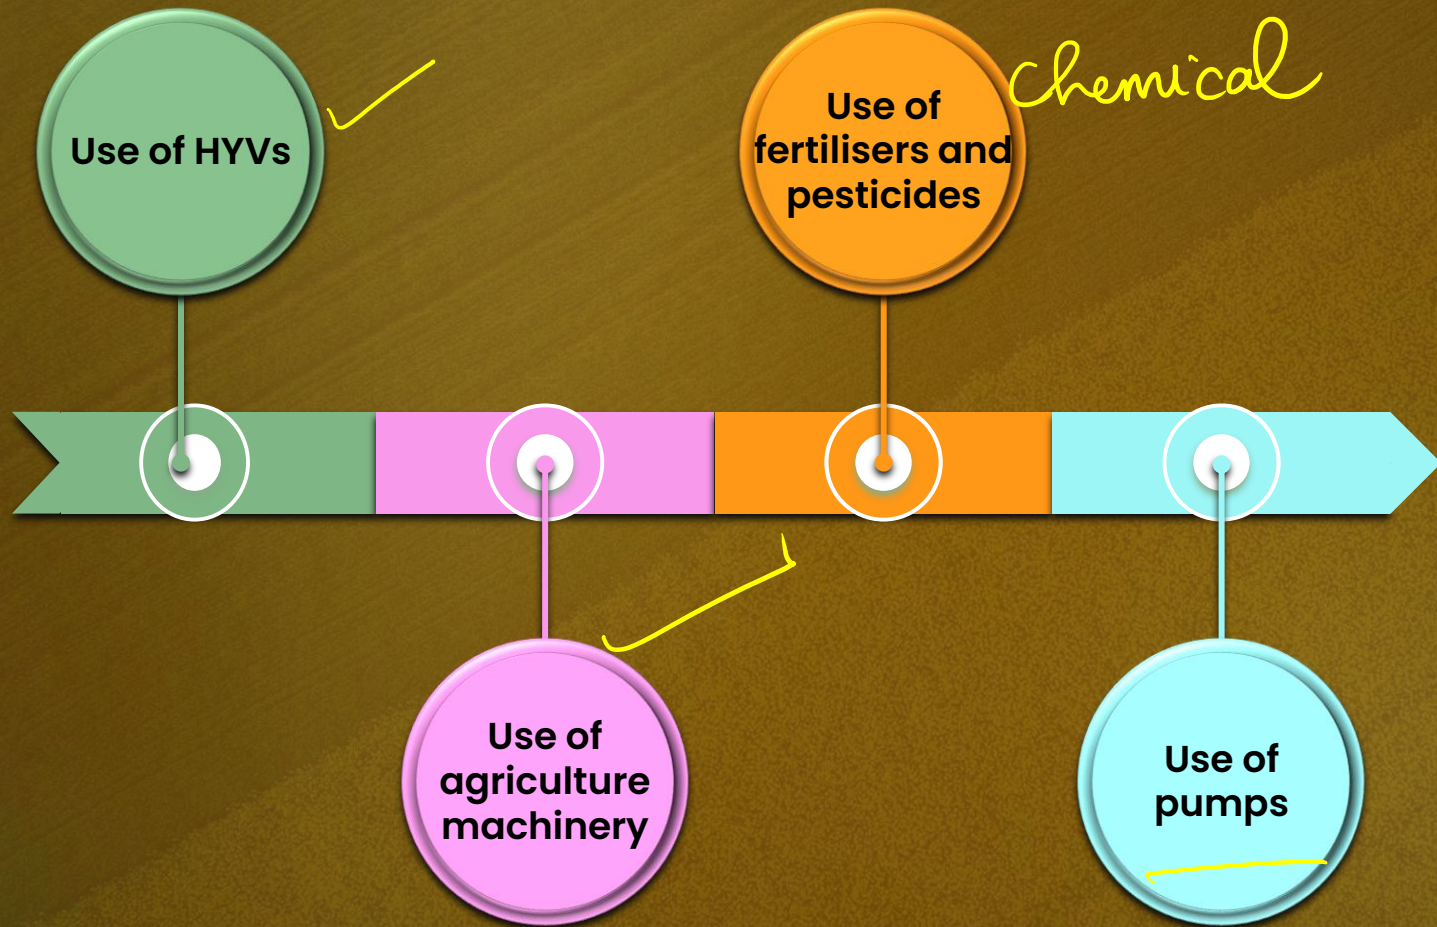 Use of HYVs
Use of
fertilisers and
pesticides
Chemical
Use of
agriculture
machinery
Use of
pumps